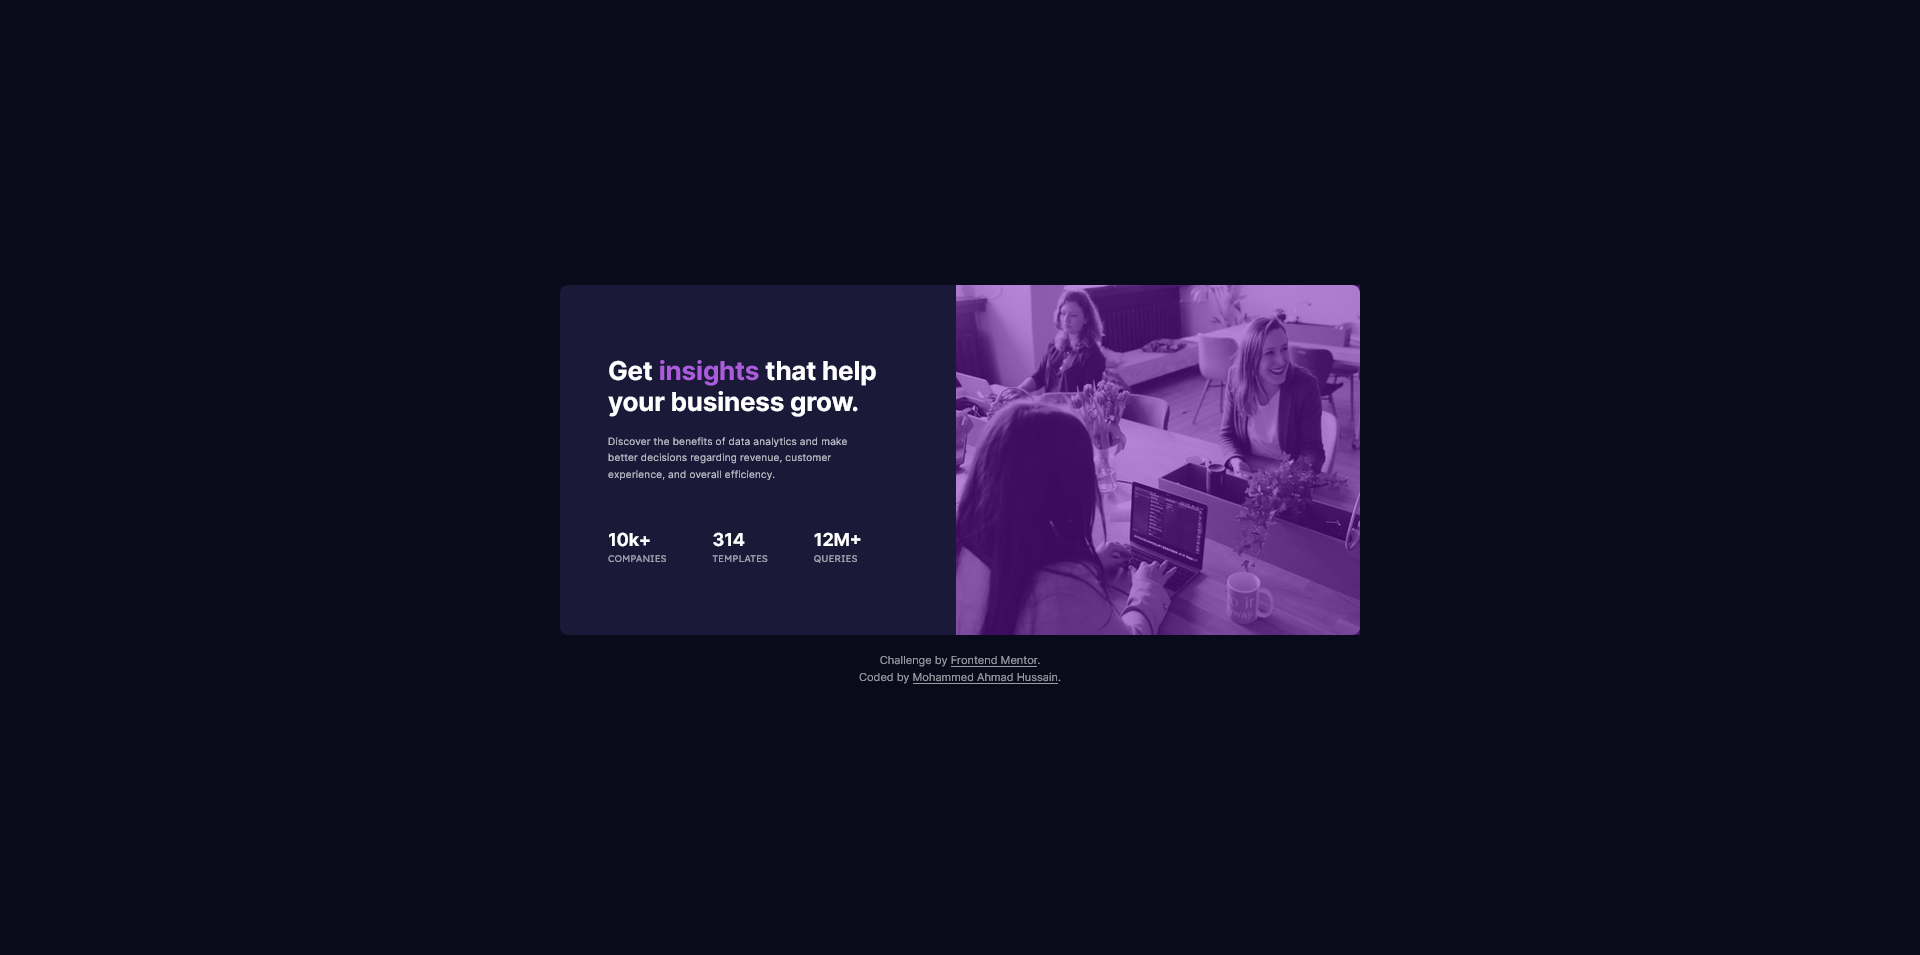 Get insights that help
your business grow.
Discover the benefits of data analytics and make
better decisions regarding revenue, customer
experience, and overall efficiency.
10k+ 314 12M+
COMPANIES TEMPLATES QUERIES
Challenge by Frontend Mentor.
Coded by Mohammed Ahmad Hussain.